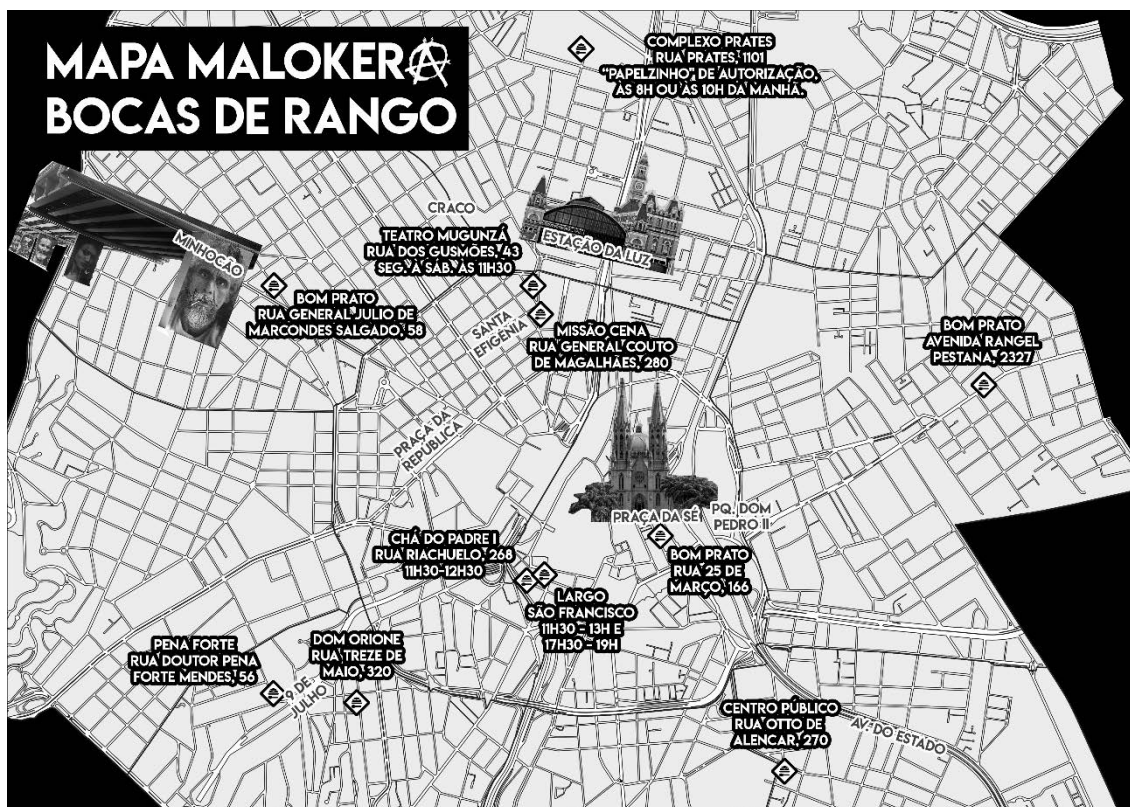 MAPA MALOKERA
BOCAS DE RANGO
COMPLEXO PRATES
RUA PRATES, 1101
"PAPELZINHO" DE AUTORIZAÇÃO,
ÀS 8H OU ÀS 10H DA MANHÃ.
CRACO
TEATRO MUGUNZÁ
RUA DOS GUSMÕES, 43
SEG. À SÁB. ÀS 11H30
ESTAÇÃO DA LUZ
MINHOCÃO
BOM PRATO
RUA GENERAL JULIO DE
MARCONDES SALGADO, 58
SANTA
EFIGÊNIA
MISSÃO CENA
RUA GENERAL COUTO
DE MAGALHÃES, 280
BOM PRATO
AVENIDA RANGEL
PESTANA, 2327
PRAÇA DA
REPÚBLICA
PRAÇA DA SÉ
PQ. DOM
PEDRO II
CHÁ DO PADRE I
RUA RIACHUELO, 268
11H30-12H30
BOM PRATO
RUA 25 DE
MARÇO, 166
LARGO
SÃO FRANCISCO
11H30 - 13H E
17H30 - 19H
PENA FORTE
RUA DOUTOR PENA
FORTE MENDES, 56
DOM ORIONE
RUA TREZE DE
MAIO, 320
9 DE
JULHO
CENTRO PÚBLICO
RUA OTTO DE
ALENCAR, 270
AV. DO ESTADO